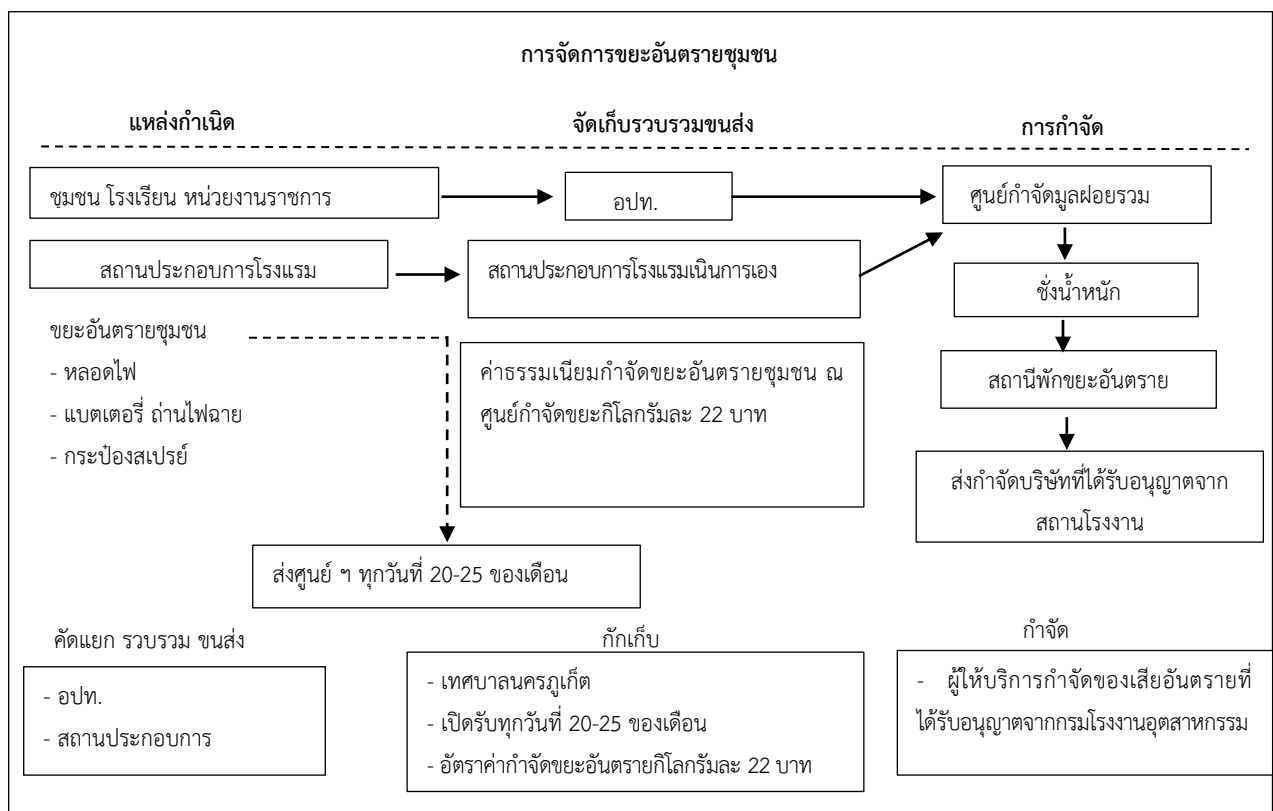 การจัดการขยะอันตรายชุมชน
แหล่งกำเนิด
จัดเก็บรวบรวมขนส่ง
การกำจัด
ชุมชน โรงเรียน หน่วยงานราชการ
อปท.
ศูนย์กำจัดมูลฝอยรวม
สถานประกอบการโรงแรม
สถานประกอบการโรงแรมเนินการเอง
ชั่งน้ำหนัก
ขยะอันตรายชุมชน
- หลอดไฟ
- แบตเตอรี่ ถ่านไฟฉาย
- กระป๋องสเปรย์
ค่าธรรมเนียมกำจัดขยะอันตรายชุมชน ณ
ศูนย์กำจัดขยะกิโลกรัมละ 22 บาท
สถานีพักขยะอันตราย
ส่งกำจัดบริษัทที่ได้รับอนุญาตจาก
สถานโรงงาน
ส่งศูนย์ ฯ ทุกวันที่ 20-25 ของเดือน
คัดแยก รวบรวม ขนส่ง
- อปท.
- สถานประกอบการ
กักเก็บ
- เทศบาลนครภูเก็ต
- เปิดรับทุกวันที่ 20-25 ของเดือน
- อัตราค่ากำจัดขยะอันตรายกิโลกรัมละ 22 บาท
กำจัด
- ผู้ให้บริการกำจัดของเสียอันตรายที่
ได้รับอนุญาตจากกรมโรงงานอุตสาหกรรม